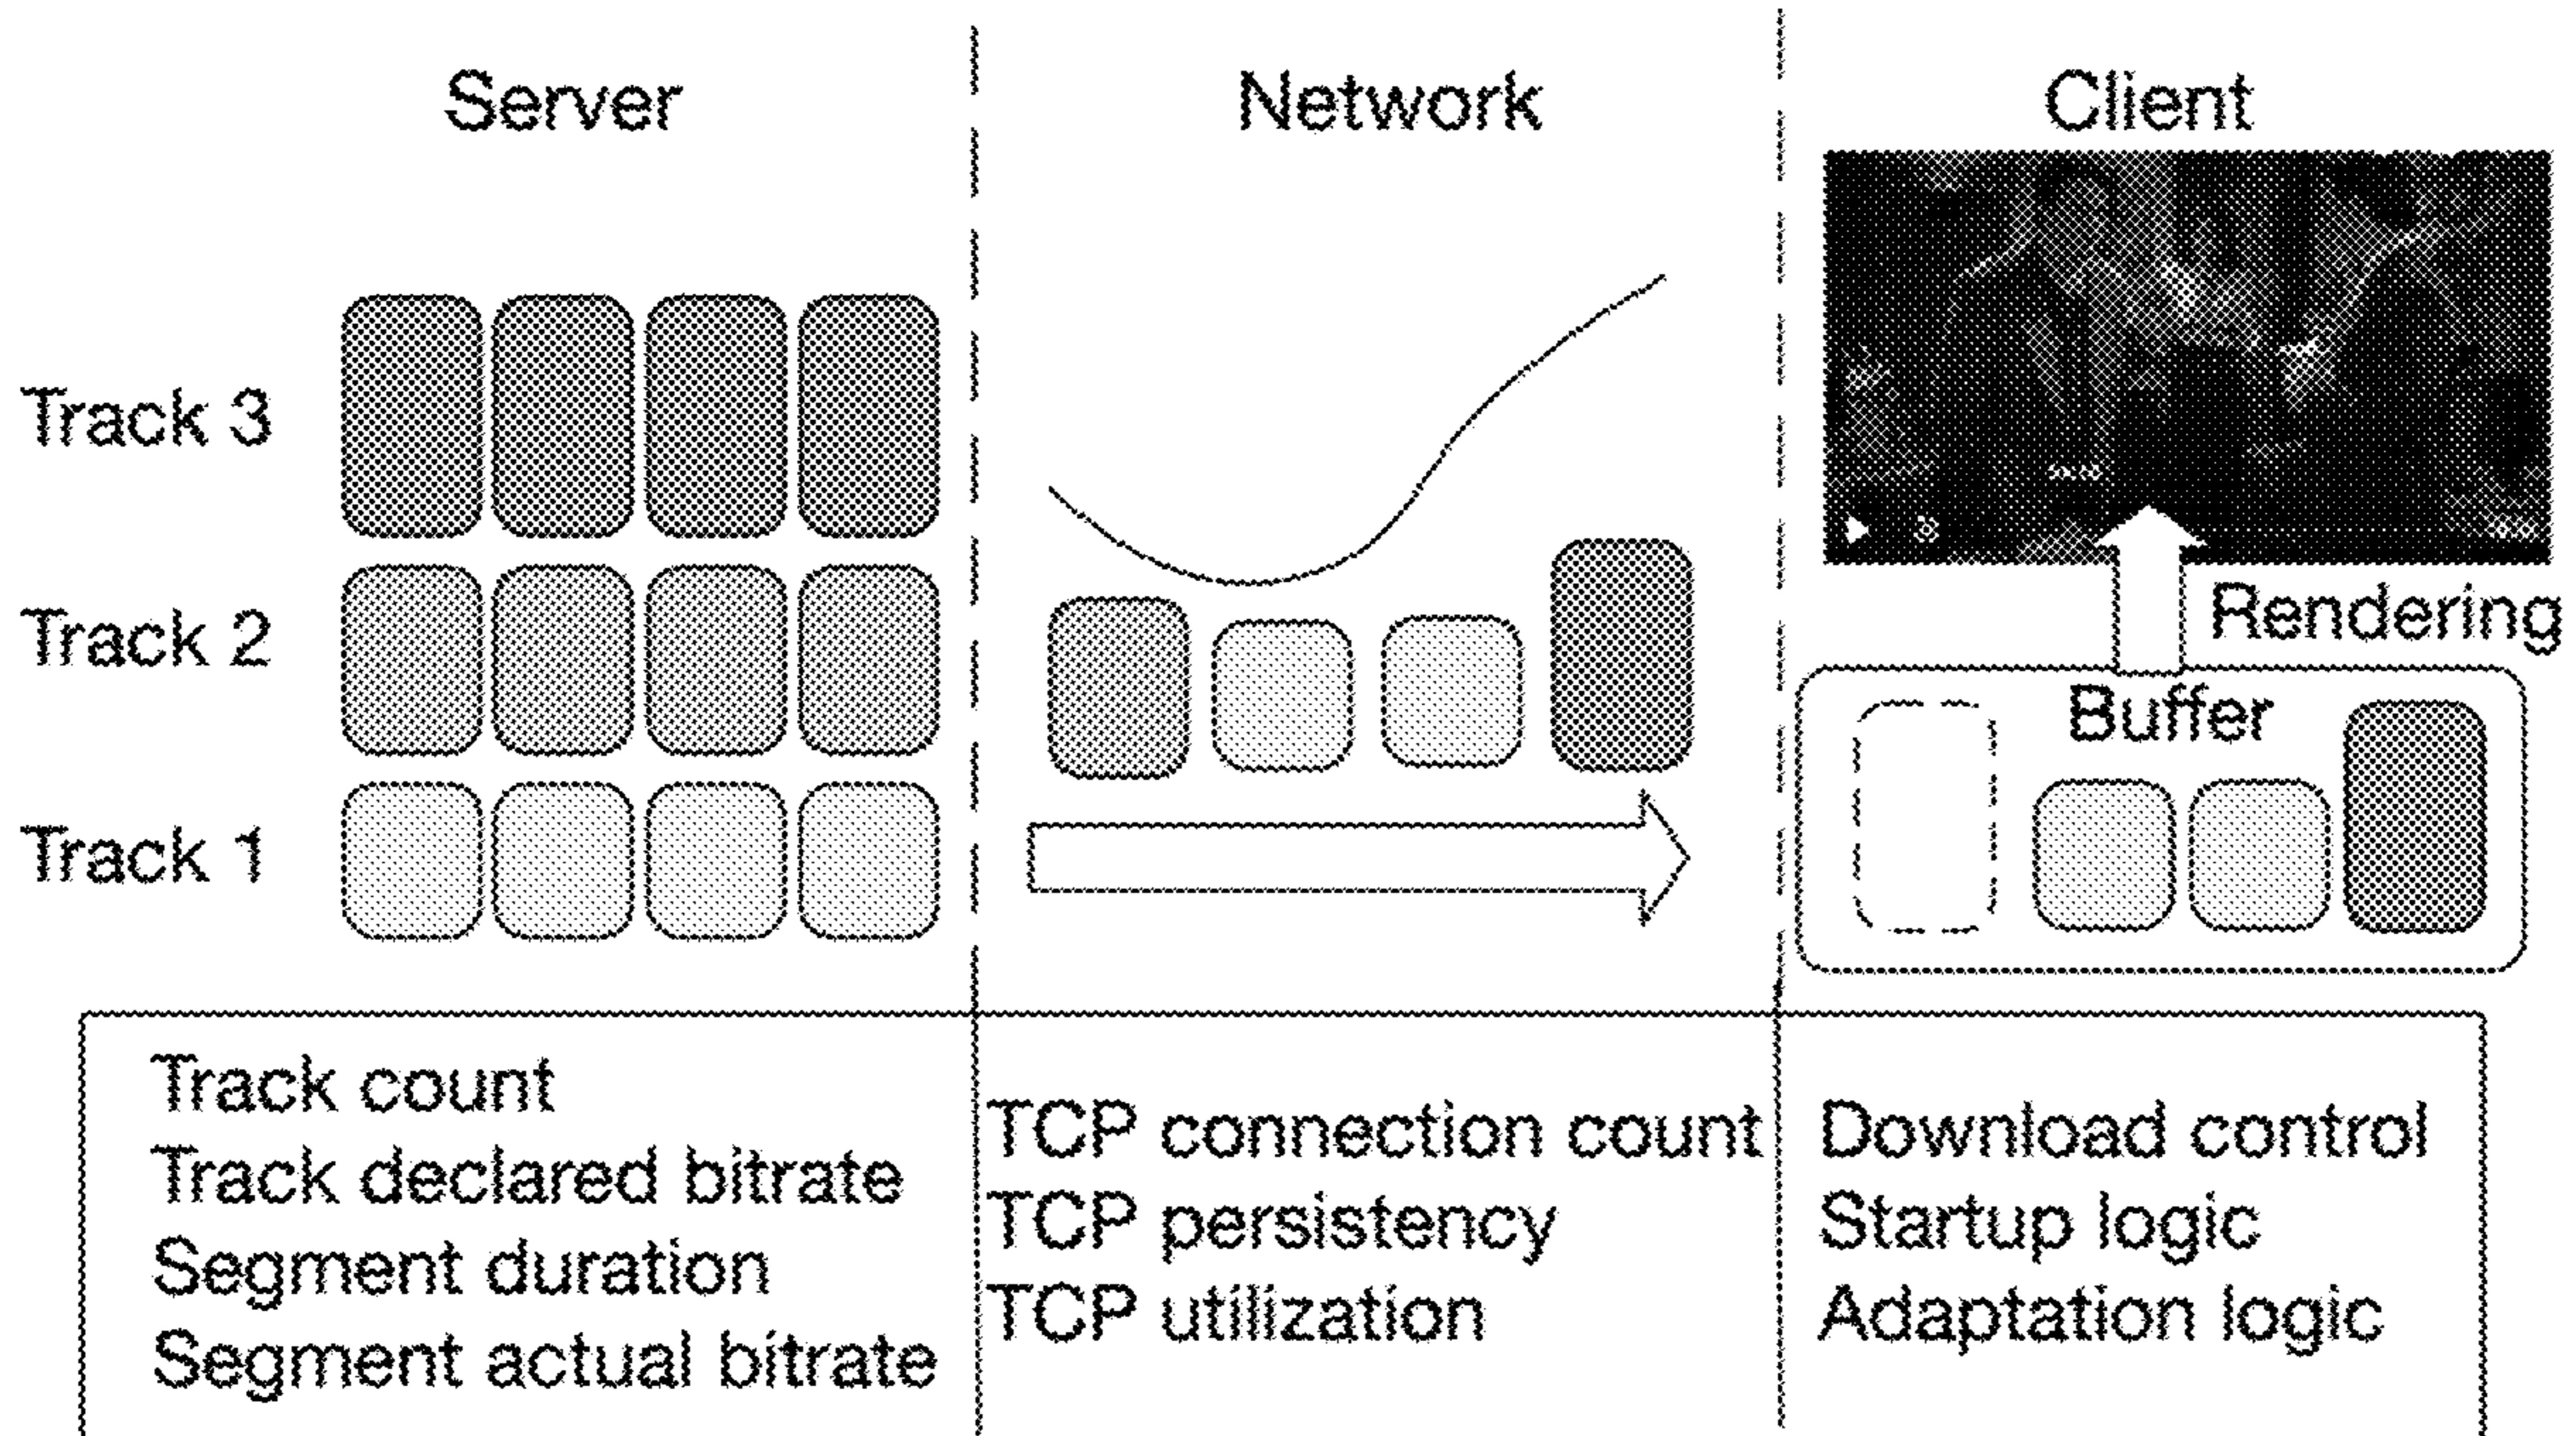 Server
Network
Client
Track 3
Track 2
Track 1
Rendering
Buffer
Track count
Track declared bitrate
Segment duration
Segment actual bitrate
TCP connection count
TCP persistency
TCP utilization
Download control
Startup logic
Adaptation logic